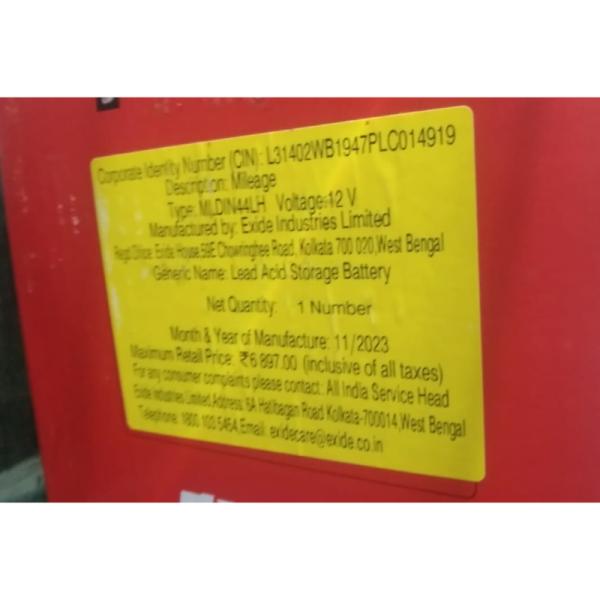 Corporate Identity Number (CIN): L31402WB1947PLC014919
Description: Mileage
Type: MLDIN44LH Voltage:12 V
Manufactured by: Exide Industries Limited
Regd Office: Exide House,59E Chowringhee Road, Kolkata 700 020,West Bengal
Generic Name: Lead Acid Storage Battery
Net Quantity: 1 Number
Month & Year of Manufacture: 11/2023
Maximum Retail Price: ₹6 897.00 (inclusive of all taxes)
For any consumer complaints please contact: All India Service Head
Exide Industries Limited,Address: 6A Hatibagan Road Kolkata-700014,West Bengal
Telephone: 1800 103 5454,Email: exidecare@exide.co.in